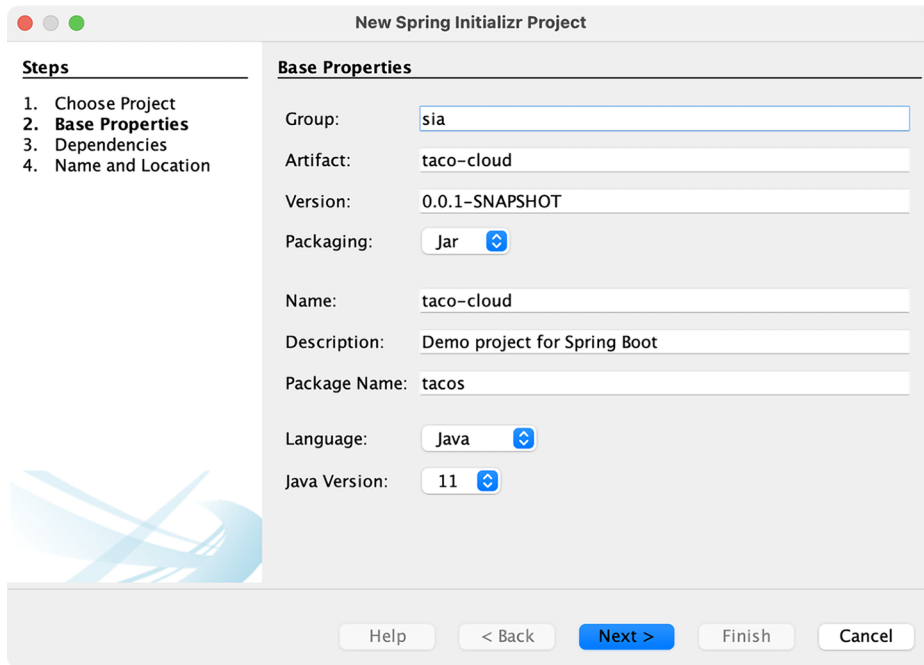 New Spring Initializr Project
Steps
1. Choose Project
2. Base Properties
3. Dependencies
4. Name and Location
Base Properties
Group: sia
Artifact: taco-cloud
Version: 0.0.1-SNAPSHOT
Packaging: Jar
Name: taco-cloud
Description: Demo project for Spring Boot
Package Name: tacos
Language: Java
Java Version: 11
Help < Back Next > Finish Cancel